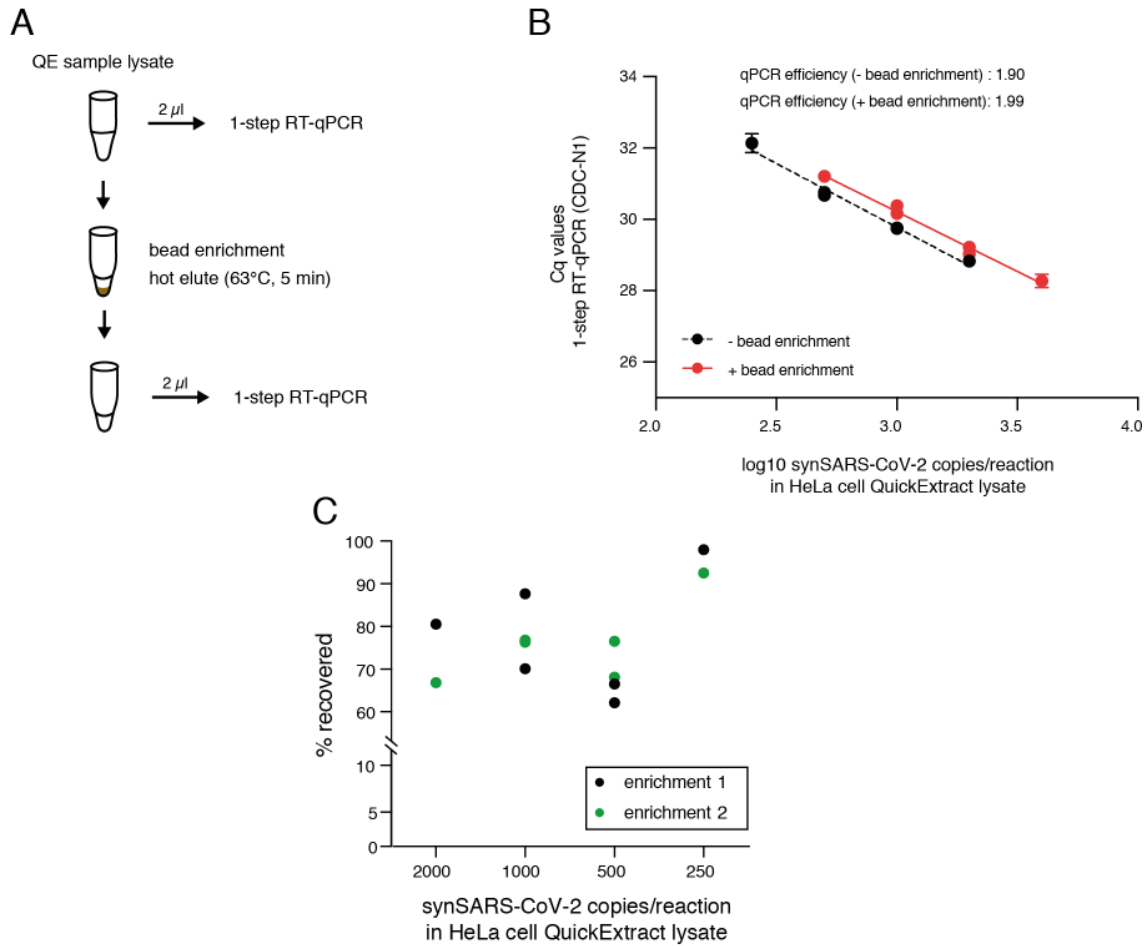 A
QE sample lysate
2 µl
1-step RT-qPCR
bead enrichment
hot elute (63°C, 5 min)
2 µl
1-step RT-qPCR
B
qPCR efficiency (- bead enrichment) : 1.90
qPCR efficiency (+ bead enrichment): 1.99
Cq values
1-step RT-qPCR (CDC-N1)
34
32
30
28
26
- bead enrichment
+ bead enrichment
2.0
2.5
3.0
3.5
4.0
log10 synSARS-CoV-2 copies/reaction
in HeLa cell QuickExtract lysate
C
% recovered
100
90
80
70
60
10
5
0
enrichment 1
enrichment 2
2000
1000
500
250
synSARS-CoV-2 copies/reaction
in HeLa cell QuickExtract lysate